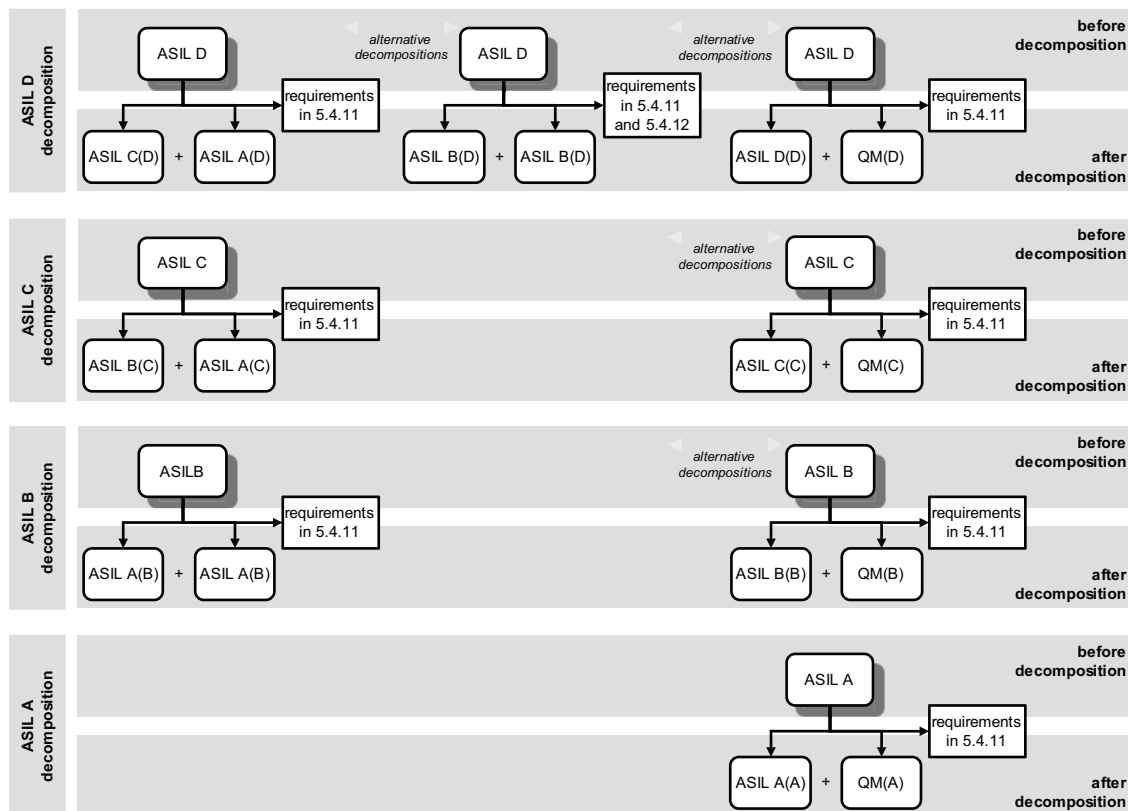 ASIL D
decomposition
before
decomposition
ASIL D
alternative
decompositions
ASIL D
alternative
decompositions
ASIL D
requirements
in 5.4.11
requirements
in 5.4.11
and 5.4.12
requirements
in 5.4.11
ASIL C(D) + ASIL A(D)
ASIL B(D) + ASIL B(D)
ASIL D(D) + QM(D)
after
decomposition
ASIL C
decomposition
before
decomposition
ASIL C
alternative
decompositions
ASIL C
requirements
in 5.4.11
requirements
in 5.4.11
ASIL B(C) + ASIL A(C)
ASIL C(C) + QM(C)
after
decomposition
ASIL B
decomposition
before
decomposition
ASILB
alternative
decompositions
ASIL B
requirements
in 5.4.11
requirements
in 5.4.11
ASIL A(B) + ASIL A(B)
ASIL B(B) + QM(B)
after
decomposition
ASIL A
decomposition
before
decomposition
ASIL A
requirements
in 5.4.11
ASIL A(A) + QM(A)
after
decomposition